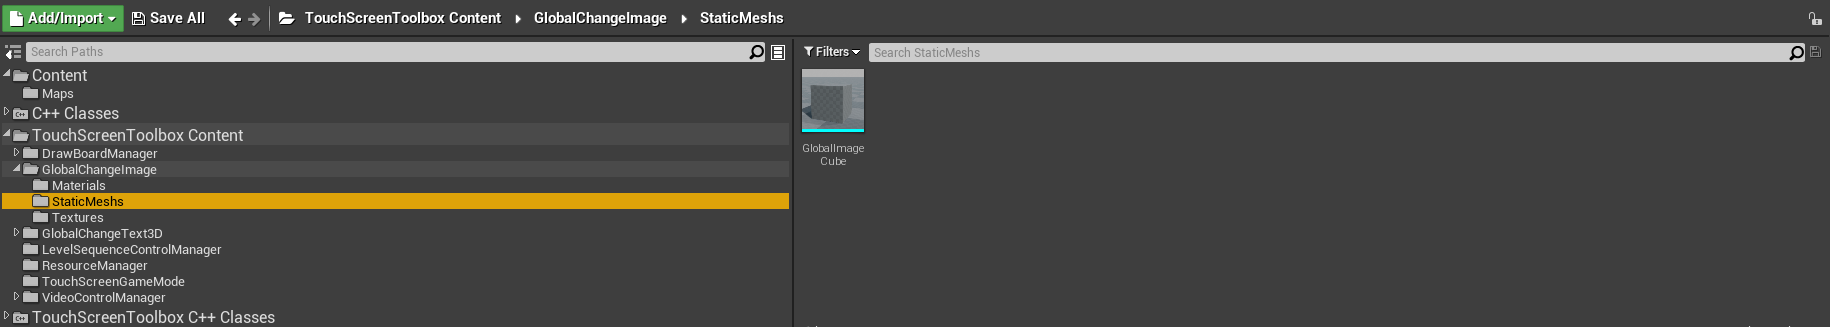 Add/Import Save All TouchScreenToolbox Content GlobalChangeImage StaticMeshs
Search Paths
Content
Maps
C++ Classes
TouchScreenToolbox Content
DrawBoardManager
GlobalChangeImage
Materials
StaticMeshs
Textures
GlobalChangeText3D
LevelSequenceControlManager
ResourceManager
TouchScreenGameMode
VideoControlManager
TouchScreenToolbox C++ Classes
Filters Search StaticMeshs
GlobalImage
Cube